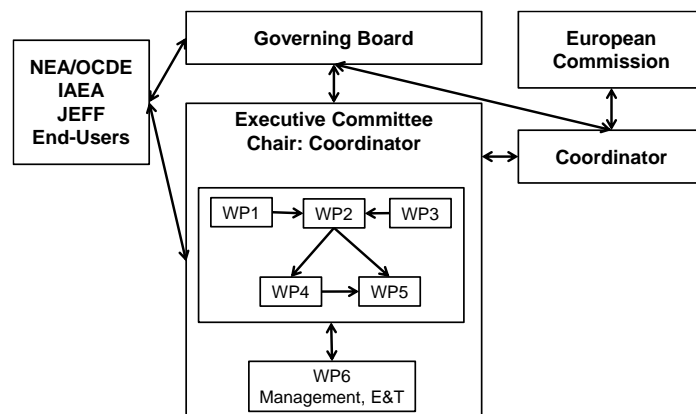 Governing Board
European
Commission
NEA/OCDE
IAEA
JEFF
End-Users
Executive Committee
Chair: Coordinator
Coordinator
WP1
WP2
WP3
WP4
WP5
WP6
Management, E&T